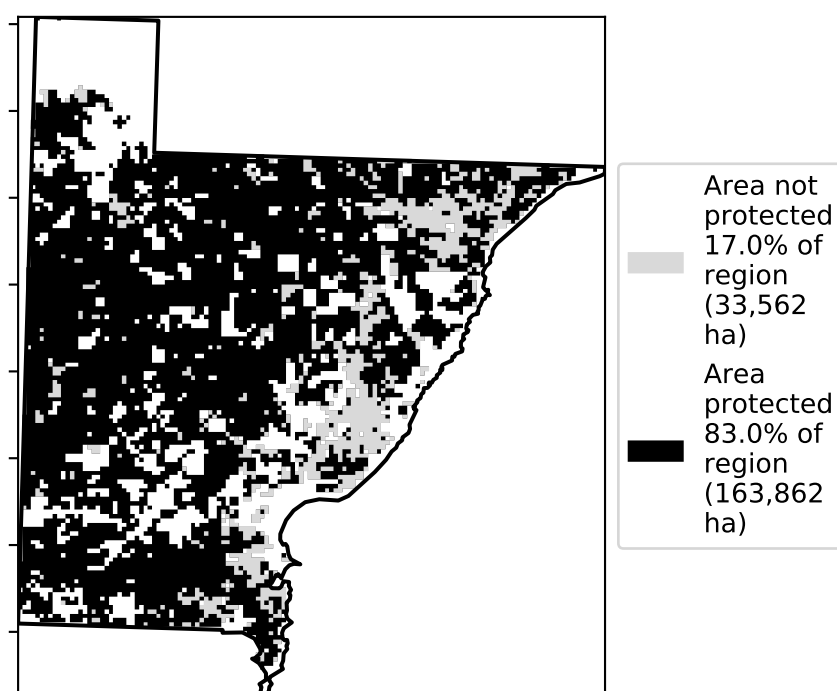 Area not
protected
17.0% of
region
(33,562
ha)
Area
protected
83.0% of
region
(163,862
ha)